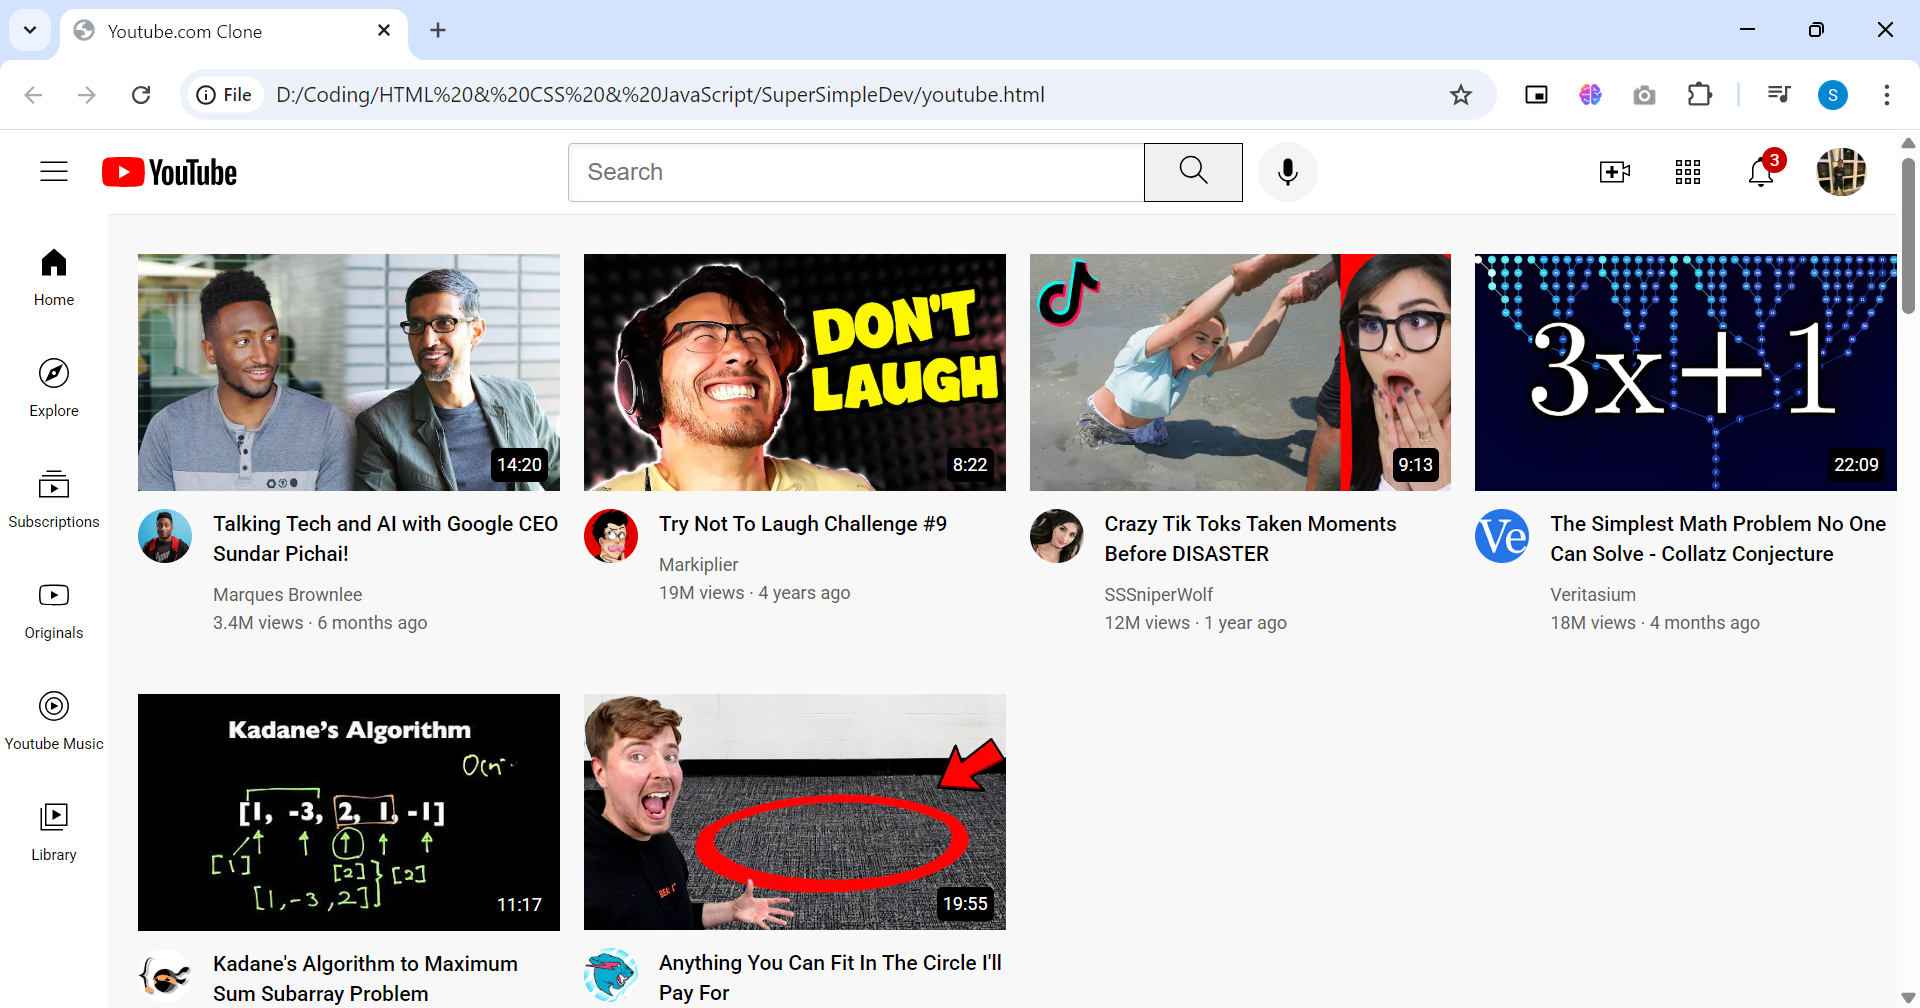 Youtube.com Clone
File
D:/Coding/HTML%20&%20CSS%20&%20JavaScript/SuperSimpleDev/youtube.html
S
YouTube
Search
3
Home
Explore
Subscriptions
Originals
Youtube Music
Library
14:20
Talking Tech and AI with Google CEO
Sundar Pichai!
Marques Brownlee
3.4M views · 6 months ago
DON'T
LAUGH
8:22
Try Not To Laugh Challenge #9
Markiplier
19M views · 4 years ago
9:13
Crazy Tik Toks Taken Moments
Before DISASTER
SSSniperWolf
12M views · 1 year ago
3x+1
22:09
Ve
The Simplest Math Problem No One
Can Solve - Collatz Conjecture
Veritasium
18M views · 4 months ago
Kadane's Algorithm
[1, -3, 2, 1, -1]
[1] [2] [2]
[1,-3,2]
11:17
Kadane's Algorithm to Maximum
Sum Subarray Problem
19:55
Anything You Can Fit In The Circle I'll
Pay For